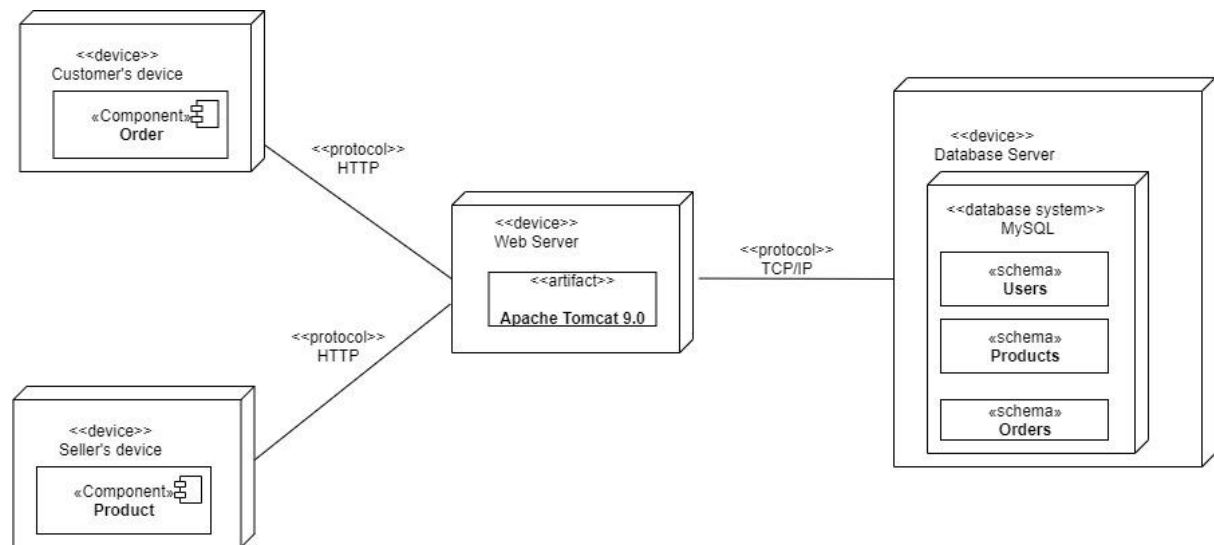 <<device>>
Customer's device
«Component»
Order
<<protocol>>
HTTP
<<device>>
Web Server
<<artifact>>
Apache Tomcat 9.0
<<protocol>>
HTTP
<<device>>
Seller's device
«Component»
Product
<<protocol>>
TCP/IP
<<device>>
Database Server
<<database system>>
MySQL
«schema»
Users
«schema»
Products
«schema»
Orders